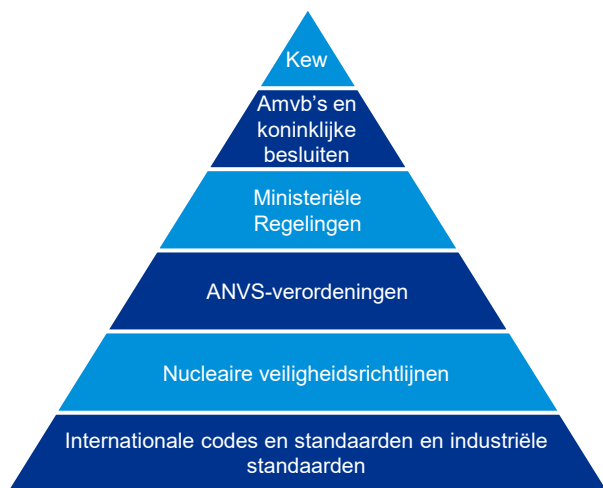 Kew
Amvb’s en
koninklijke
besluiten
Ministeriële
Regelingen
ANVS-verordeningen
Nucleaire veiligheidsrichtlijnen
Internationale codes en standaarden en industriële
standaarden